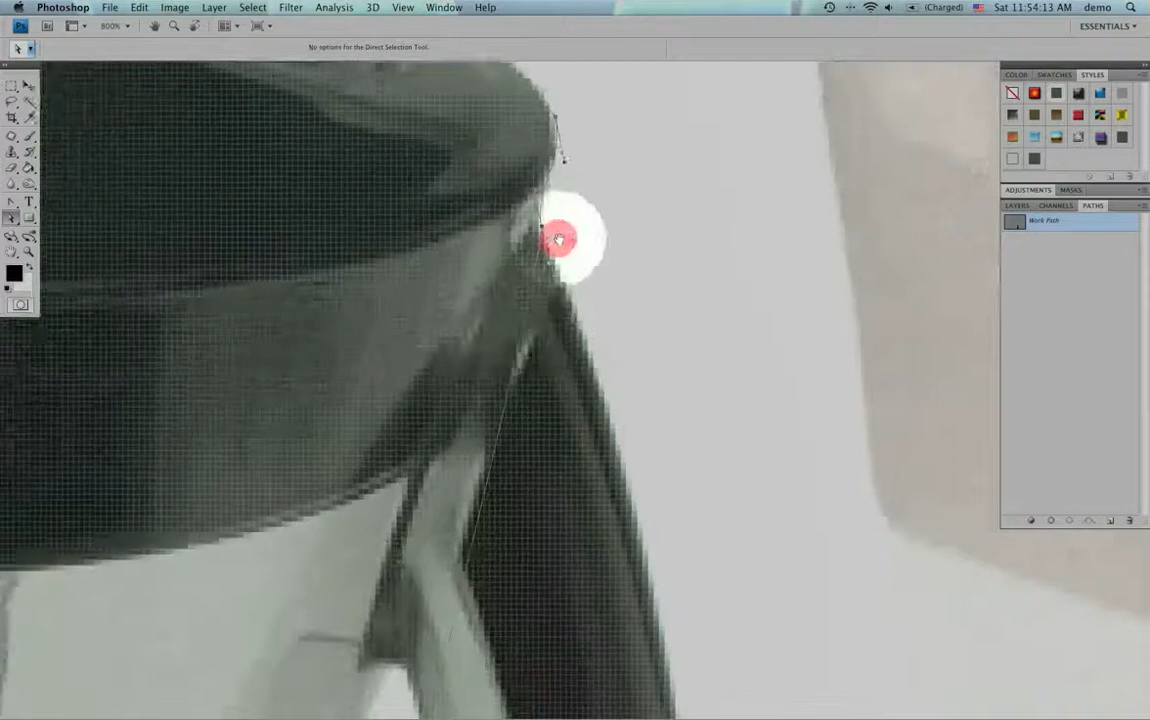 Photoshop File Edit Image Layer Select Filter Analysis 3D View Window Help (Charged) Sat 11:54:13 AM demo
Br 800% ESSENTIALS
No options for the Direct Selection Tool.
COLOR SWATCHES STYLES
ADJUSTMENTS MASKS
LAYERS CHANNELS PATHS
Work Path
T